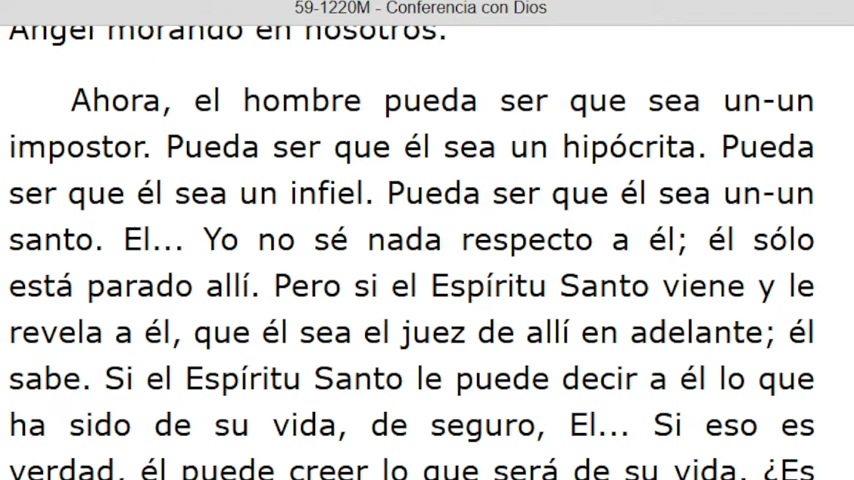 59-1220M - Conferencia con Dios
Ángel morando en nosotros.
Ahora, el hombre pueda ser que sea un-un
impostor. Pueda ser que él sea un hipócrita. Pueda
ser que él sea un infiel. Pueda ser que él sea un-un
santo. El... Yo no sé nada respecto a él; él sólo
está parado allí. Pero si el Espíritu Santo viene y le
revela a él, que él sea el juez de allí en adelante; él
sabe. Si el Espíritu Santo le puede decir a él lo que
ha sido de su vida, de seguro, El... Si eso es
verdad, él puede creer lo que será de su vida. ¿Es